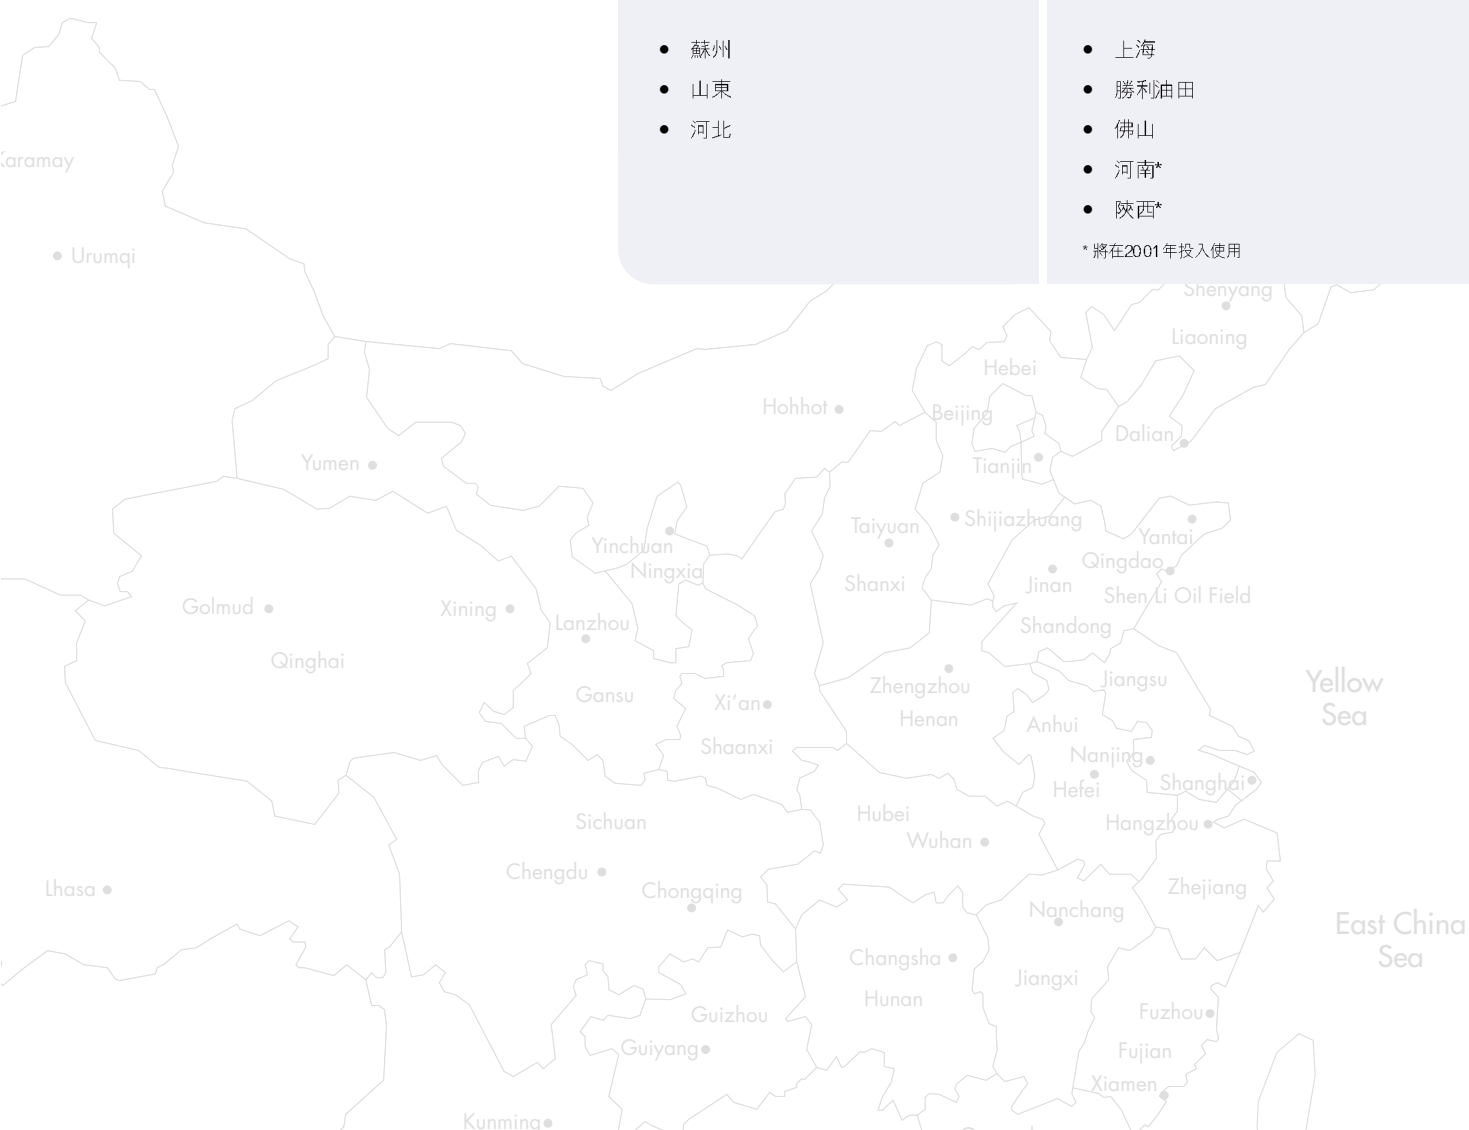 蘇州
山東
河北
上海
勝利油田
佛山
河南*
陝西*
* 將在2001年投入使用
Karamay
Urumqi
Shenyang
Liaoning
Hebei
Hohhot
Beijing
Dalian
Yumen
Tianjin
Taiyuan
Shijiazhuang
Yantai
Yinchuan
Qingdao
Ningxia
Shanxi
Jinan
Shen Li Oil Field
Golmud
Xining
Lanzhou
Shandong
Qinghai
Zhengzhou
Jiangsu
Yellow
Sea
Gansu
Xi'an
Henan
Anhui
Shaanxi
Nanjing
Shanghai
Hefei
Sichuan
Hubei
Hangzhou
Wuhan
Chengdu
Chongqing
Lhasa
Zhejiang
Nanchang
East China
Sea
Changsha
Jiangxi
Hunan
Guizhou
Fuzhou
Guiyang
Fujian
Xiamen
Kunming